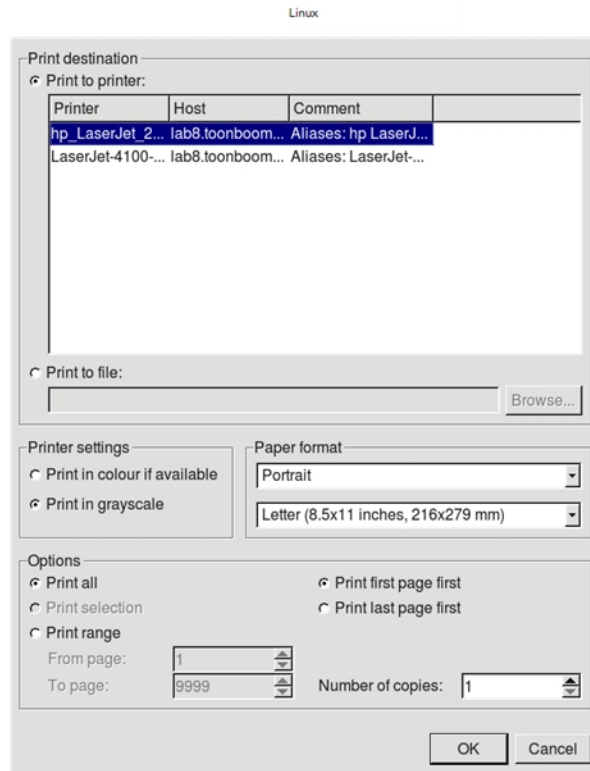 Linux
Print destination
Print to printer:
Printer Host Comment
hp_LaserJet_2... lab8.toonboom... Aliases: hp LaserJ...
LaserJet-4100-... lab8.toonboom... Aliases: LaserJet-...
Print to file:
Browse...
Printer settings
Print in colour if available
Print in grayscale
Paper format
Portrait
Letter (8.5x11 inches, 216x279 mm)
Options
Print all
Print selection
Print range
From page: 1
To page: 9999
Print first page first
Print last page first
Number of copies: 1
OK Cancel